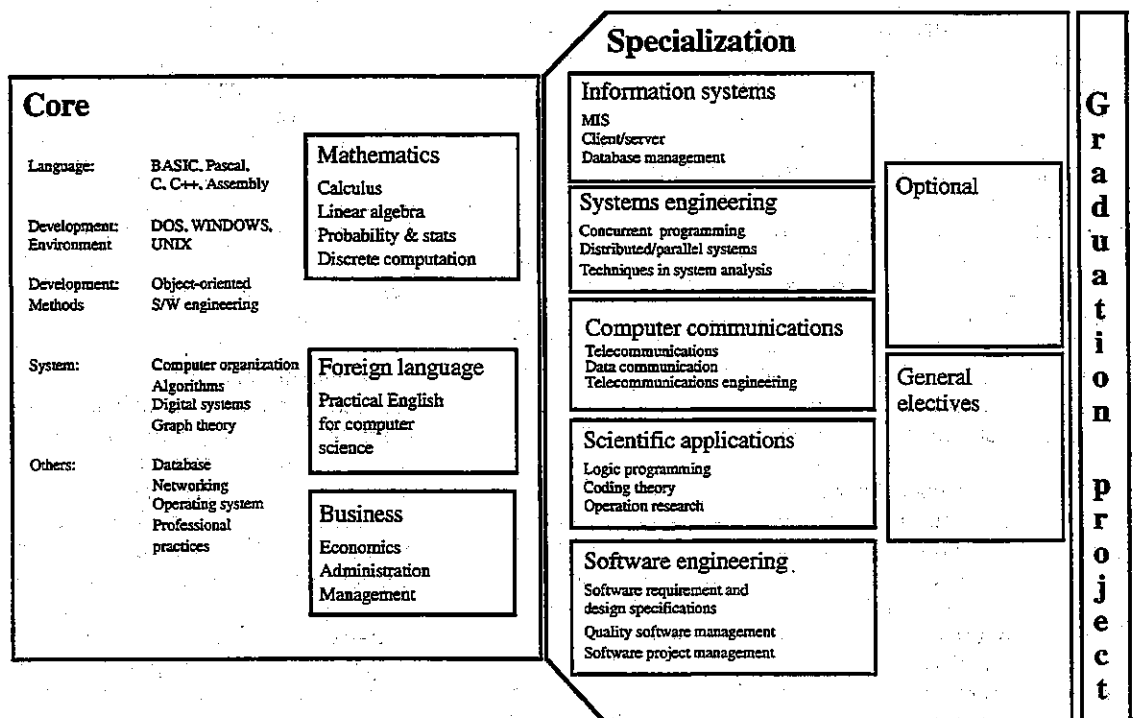 Core
Language: BASIC, Pascal,
C, C++, Assembly
Development: DOS, WINDOWS,
Environment UNIX
Development: Object-oriented
Methods S/W engineering
System: Computer organization
Algorithms
Digital systems
Graph theory
Others: Database
Networking
Operating system
Professional
practices
Mathematics
Calculus
Linear algebra
Probability & stats
Discrete computation
Foreign language
Practical English
for computer
science
Business
Economics
Administration
Management
Specialization
Information systems
MIS
Client/server
Database management
Systems engineering
Concurrent programming
Distributed/parallel systems
Techniques in system analysis
Computer communications
Telecommunications
Data communication
Telecommunications engineering
Scientific applications
Logic programming
Coding theory
Operation research
Software engineering
Software requirement and
design specifications
Quality software management
Software project management
Optional
General
electives
Graduation project